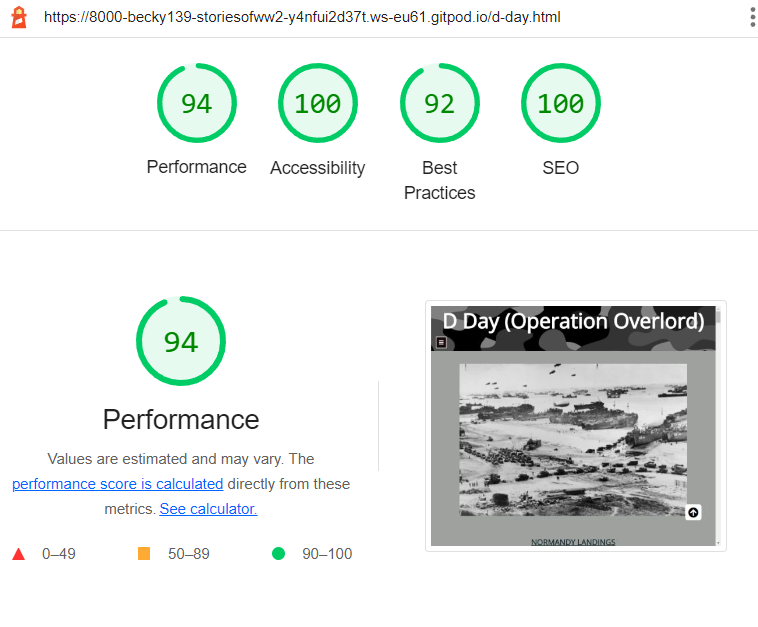 https://8000-becky139-storiesofww2-y4nfui2d37t.ws-eu61.gitpod.io/d-day.html
94
100
92
100
Performance
Accessibility
Best
Practices
SEO
94
Performance
Values are estimated and may vary. The
performance score is calculated directly from these
metrics. See calculator.
0–49
50–89
90–100
D Day (Operation Overlord)
NORMANDY LANDINGS